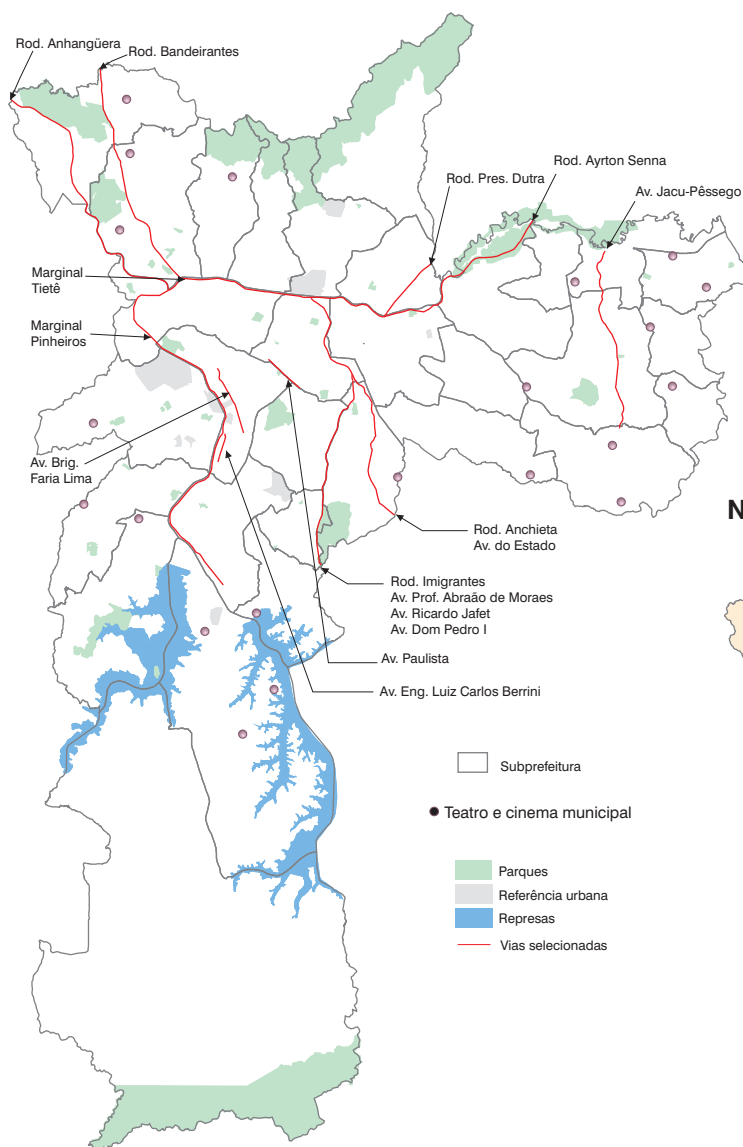 Rod. Anhangüera
Rod. Bandeirantes
Rod. Pres. Dutra
Rod. Ayrton Senna
Av. Jacu-Pêssego
Marginal
Tietê
Marginal
Pinheiros
Av. Brig.
Faria Lima
N
Rod. Anchieta
Av. do Estado
Rod. Imigrantes
Av. Prof. Abraão de Moraes
Av. Ricardo Jafet
Av. Dom Pedro I
Av. Paulista
Av. Eng. Luiz Carlos Berrini
Subprefeitura
Teatro e cinema municipal
Parques
Referência urbana
Represas
Vias selecionadas